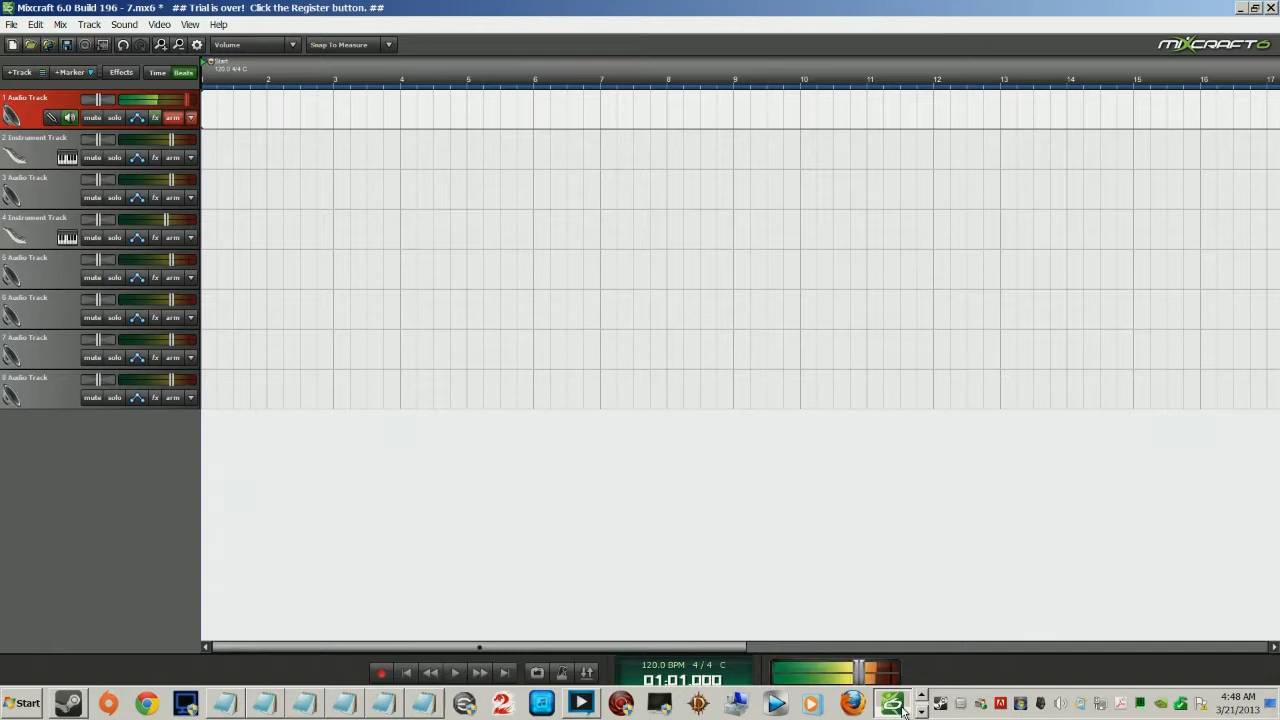 Mixcraft 6.0 Build 196 - 7.mx6 * ## Trial is over! Click the Register button. ##
File Edit Mix Track Sound Video View Help
Volume Snap To Measure MIXCRAFT6
+Track +Marker Effects Time Beats
Start
120.0 4/4 C
2 3 4 5 6 7 8 9 10 11 12 13 14 15 16 17
1 Audio Track
mute solo fx arm
2 Instrument Track
mute solo fx arm
3 Audio Track
mute solo fx arm
4 Instrument Track
mute solo fx arm
5 Audio Track
mute solo fx arm
6 Audio Track
mute solo fx arm
7 Audio Track
mute solo fx arm
8 Audio Track
mute solo fx arm
120.0 BPM 4 / 4 C
01:01.000
Start
4:48 AM
3/21/2013